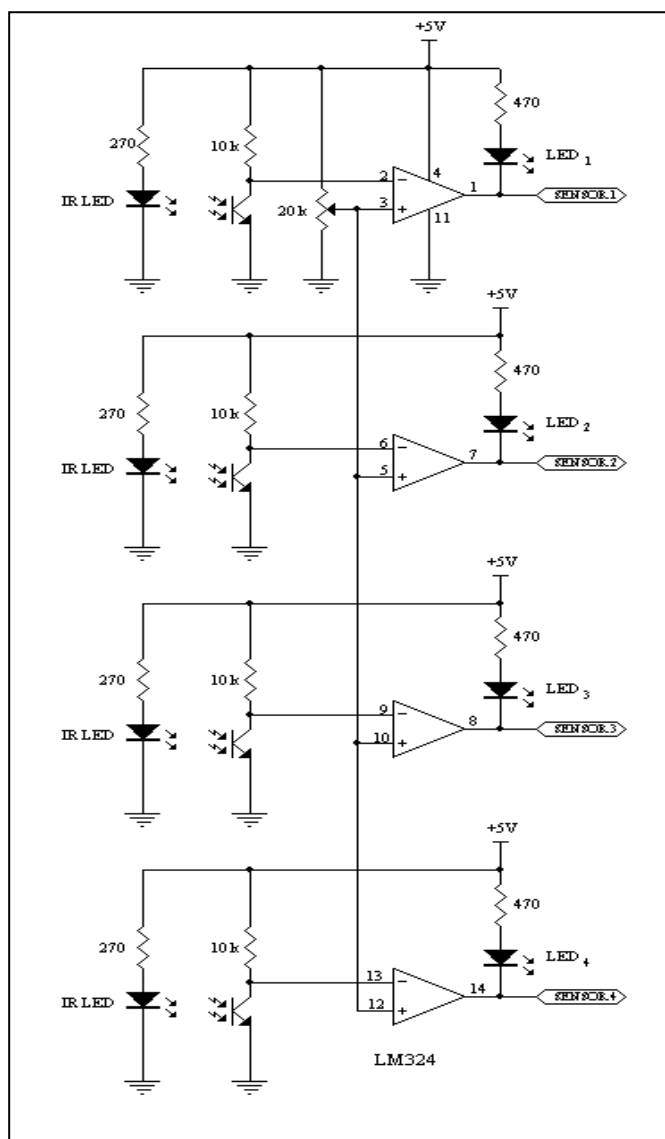 +5V
470
270
10k
LED 1
2
4
1
SENSOR.1
IR LED
20k
3
11
+5V
470
270
10k
LED 2
6
7
SENSOR.2
IR LED
5
+5V
470
270
10k
LED 3
9
8
SENSOR.3
IR LED
10
+5V
470
270
10k
LED 4
13
14
SENSOR.4
IR LED
12
LM324